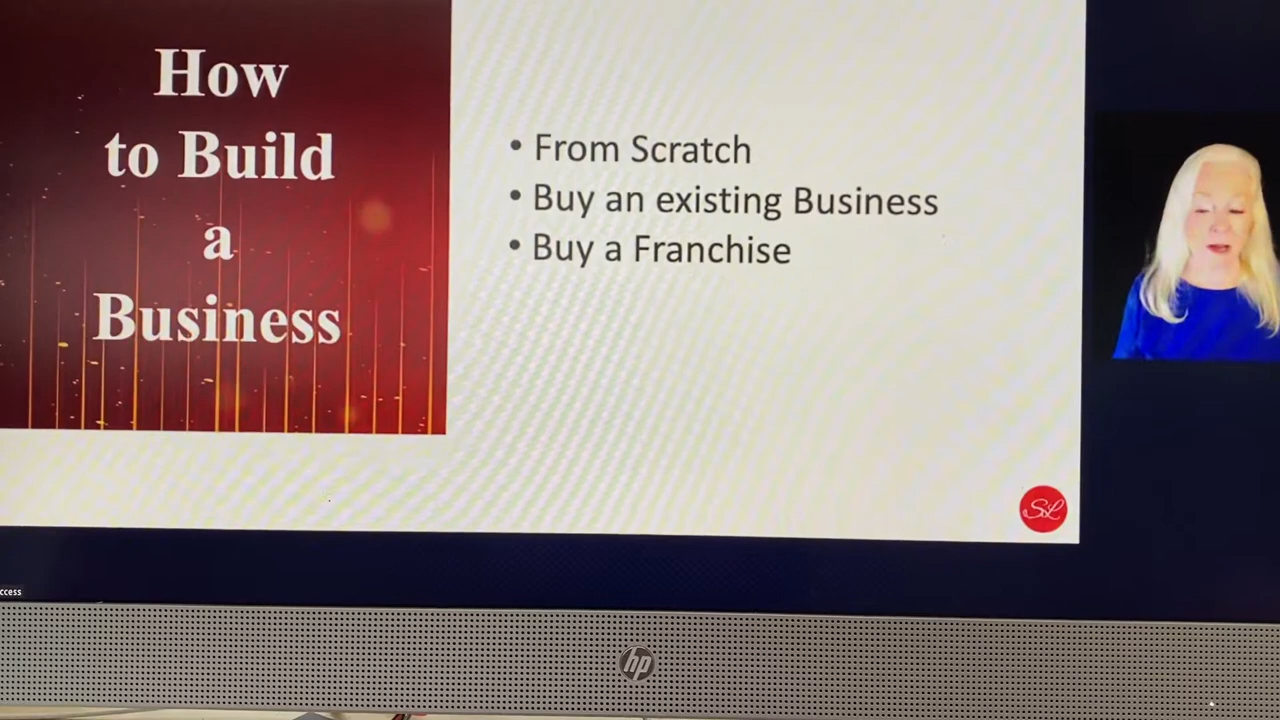 How
to Build
a
Business
• From Scratch
• Buy an existing Business
• Buy a Franchise
SL
ccess
hp